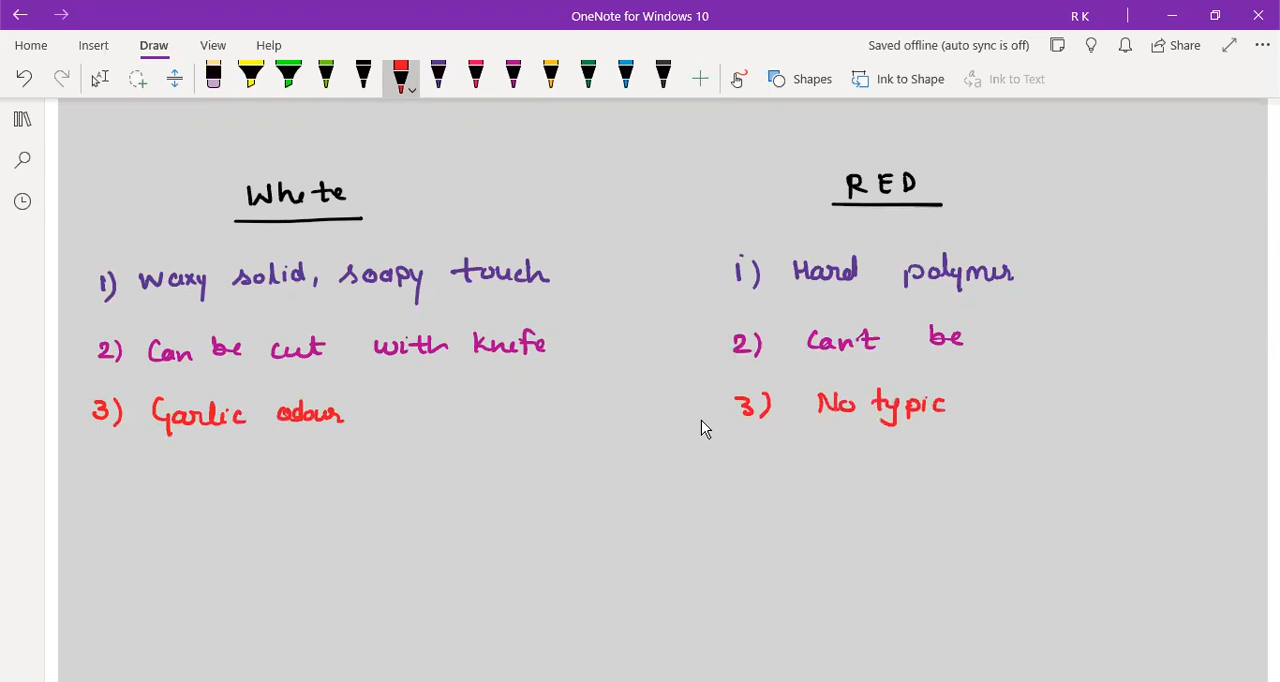 OneNote for Windows 10
R K
Home Insert Draw View Help
Saved offline (auto sync is off)
Share
Shapes
Ink to Shape
Ink to Text
White
1) Waxy solid, soapy touch
2) Can be cut with knife
3) Garlic odour
RED
1) Hard polymer
2) Can't be
3) No typic